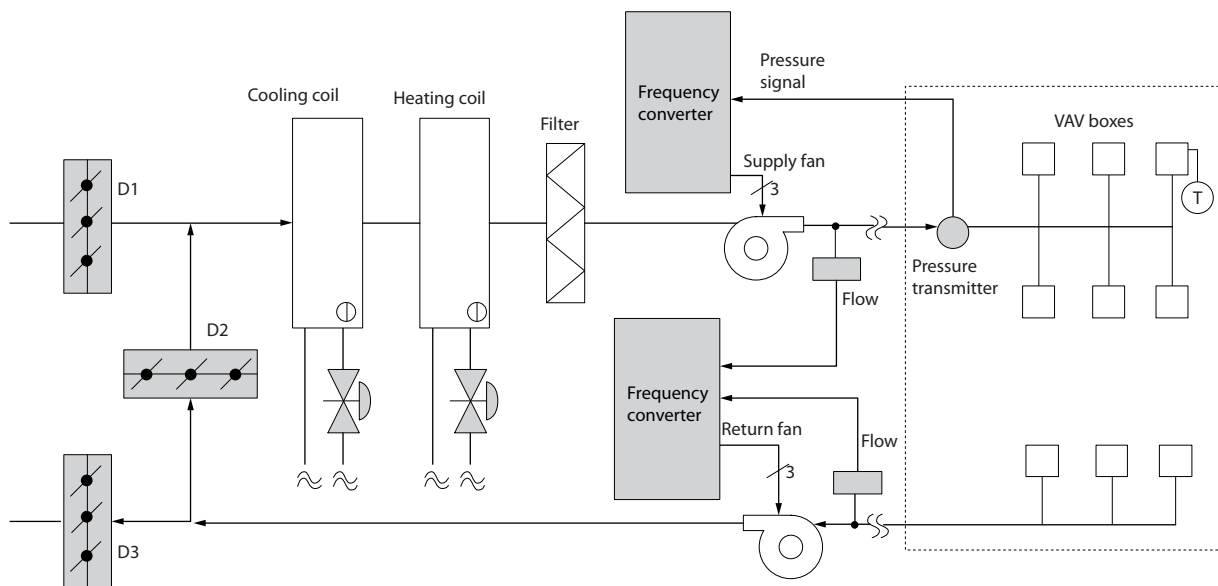 Pressure
signal
Cooling coil
Heating coil
Frequency
converter
VAV boxes
Filter
Supply fan
D1
3
T
Pressure
transmitter
Flow
D2
Frequency
converter
Return fan
Flow
3
D3